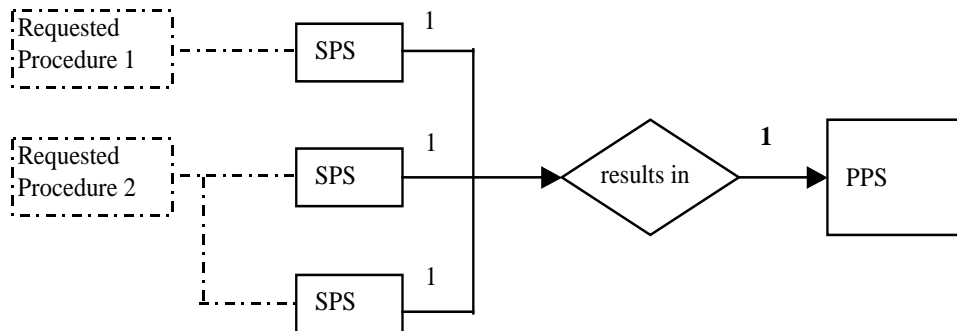 Requested
Procedure 1
SPS
1
Requested
Procedure 2
SPS
1
results in
1
PPS
SPS
1